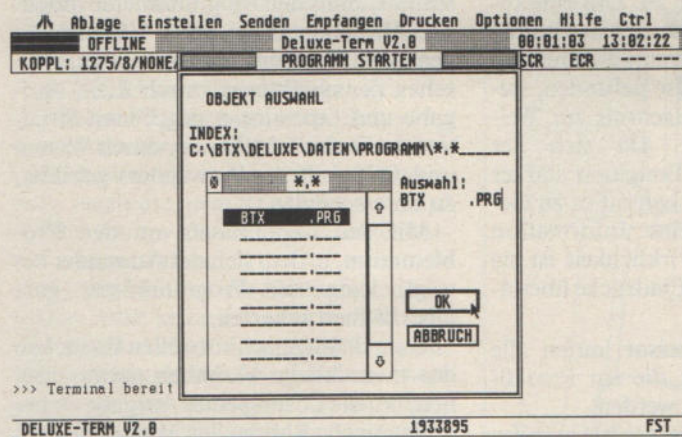 Ablage Einstellen Senden Empfangen Drucken Optionen Hilfe Ctrl
OFFLINE Deluxe-Term V2.0 00:01:03 13:02:22
KOPPL: 1275/8/NONE/ PROGRAMM STARTEN SCR ECR --- ---
OBJEKT AUSWAHL
INDEX:
C:\BTX\DELUXE\DATEN\PROGRAMM\*.*
*.* Auswahl:
BTX .PRG
BTX .PRG
OK
ABBRUCH
>>> Terminal bereit
DELUXE-TERM V2.0 1933895 FST